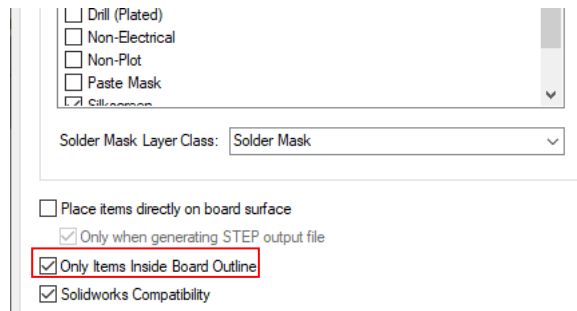 Drill (Plated)
Non-Electrical
Non-Plot
Paste Mask
Silkscreen
Solder Mask Layer Class: Solder Mask
Place items directly on board surface
Only when generating STEP output file
Only Items Inside Board Outline
Solidworks Compatibility